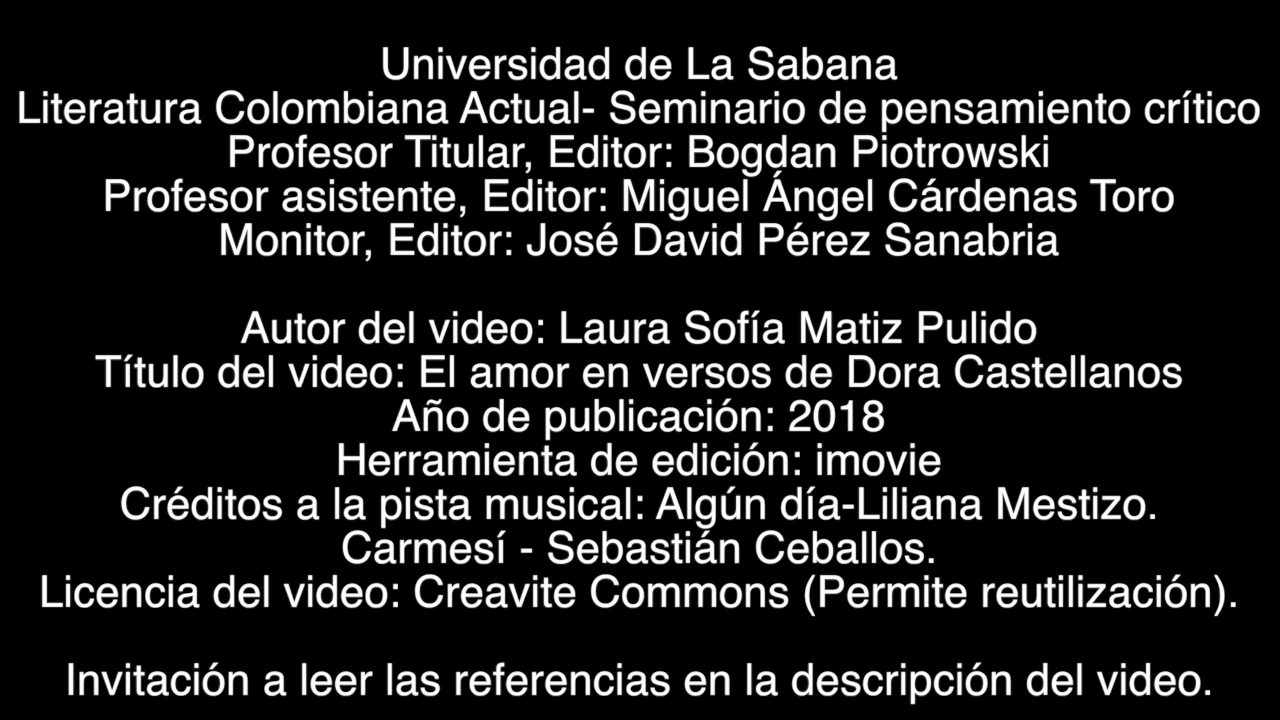 Universidad de La Sabana
Literatura Colombiana Actual- Seminario de pensamiento crítico
Profesor Titular, Editor: Bogdan Piotrowski
Profesor asistente, Editor: Miguel Ángel Cárdenas Toro
Monitor, Editor: José David Pérez Sanabria
Autor del video: Laura Sofía Matiz Pulido
Título del video: El amor en versos de Dora Castellanos
Año de publicación: 2018
Herramienta de edición: imovie
Créditos a la pista musical: Algún día-Liliana Mestizo.
Carmesí - Sebastián Ceballos.
Licencia del video: Creavite Commons (Permite reutilización).
Invitación a leer las referencias en la descripción del video.